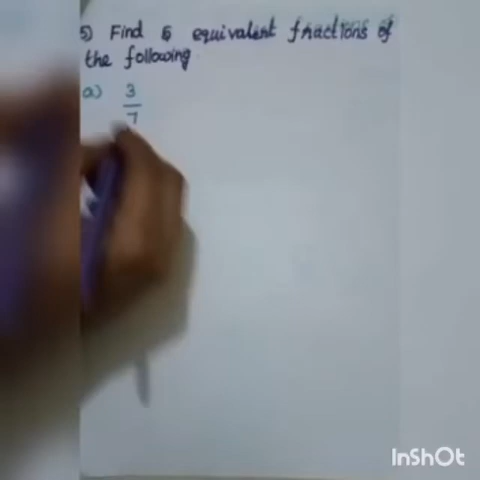 5) Find 5 equivalent fractions of
the following
a) 3
7
InShOt